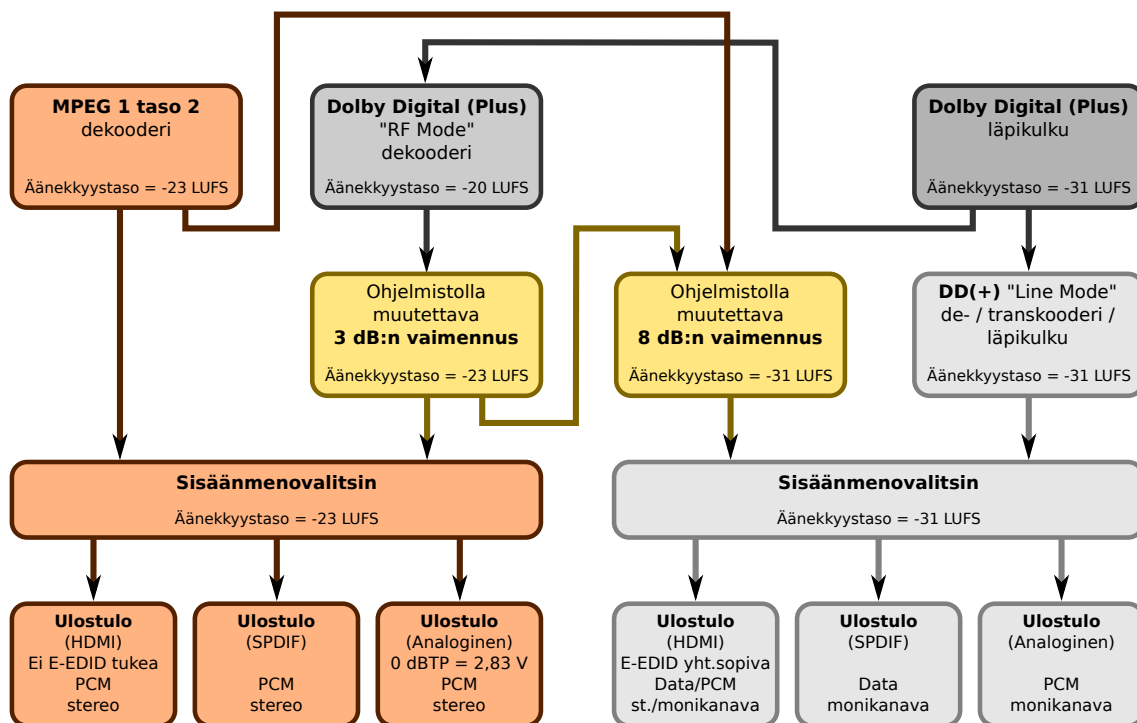 MPEG 1 taso 2
dekooderi
Äänekkyystaso = -23 LUFS
Dolby Digital (Plus)
"RF Mode"
dekooderi
Äänekkyystaso = -20 LUFS
Dolby Digital (Plus)
läpikulku
Äänekkyystaso = -31 LUFS
Ohjelmistolla
muutettava
3 dB:n vaimennus
Äänekkyystaso = -23 LUFS
Ohjelmistolla
muutettava
8 dB:n vaimennus
Äänekkyystaso = -31 LUFS
DD(+) "Line Mode"
de- / transkooderi /
läpikulku
Äänekkyystaso = -31 LUFS
Sisäänmenovalitsin
Äänekkyystaso = -23 LUFS
Sisäänmenovalitsin
Äänekkyystaso = -31 LUFS
Ulostulo
(HDMI)
Ei E-EDID tukea
PCM
stereo
Ulostulo
(SPDIF)
PCM
stereo
Ulostulo
(Analoginen)
0 dBTP = 2,83 V
PCM
stereo
Ulostulo
(HDMI)
E-EDID yht.sopiva
Data/PCM
st./monikanava
Ulostulo
(SPDIF)
Data
monikanava
Ulostulo
(Analoginen)
PCM
monikanava